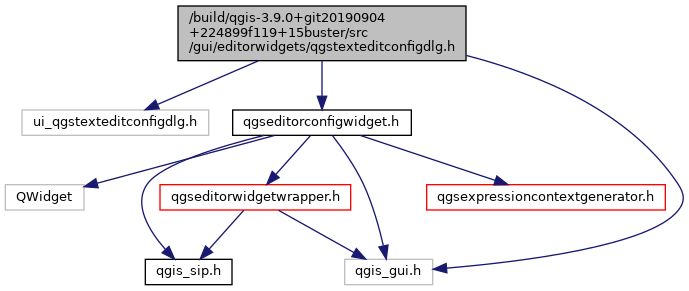 /build/qgis-3.9.0+git20190904
+224899f119+15buster/src
/gui/editorwidgets/qgstexteditconfigdlg.h
ui_qgstexteditconfigdlg.h
qgseditorconfigwidget.h
QWidget
qgseditorwidgetwrapper.h
qgsexpressioncontextgenerator.h
qgis_sip.h
qgis_gui.h